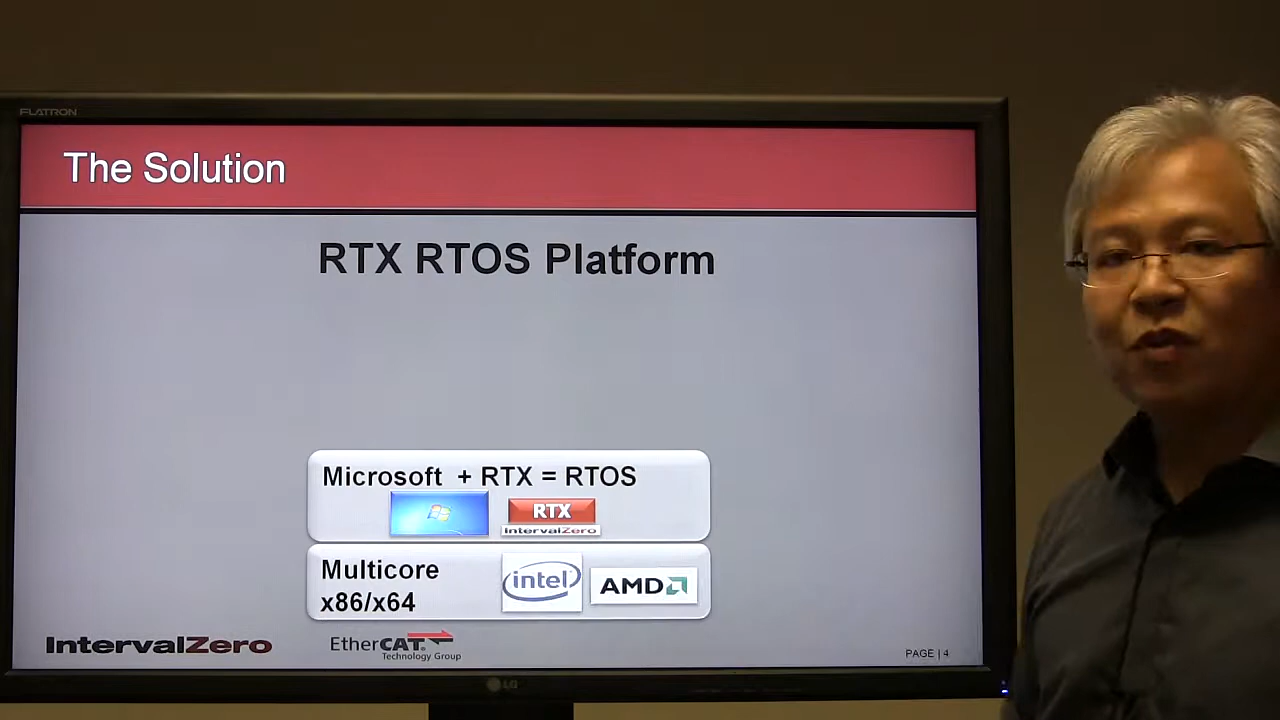 FLATRON
The Solution
RTX RTOS Platform
Microsoft + RTX = RTOS
RTX
IntervalZero
Multicore
x86/x64
intel
AMD
IntervalZero
EtherCAT.
Technology Group
PAGE | 4
LG